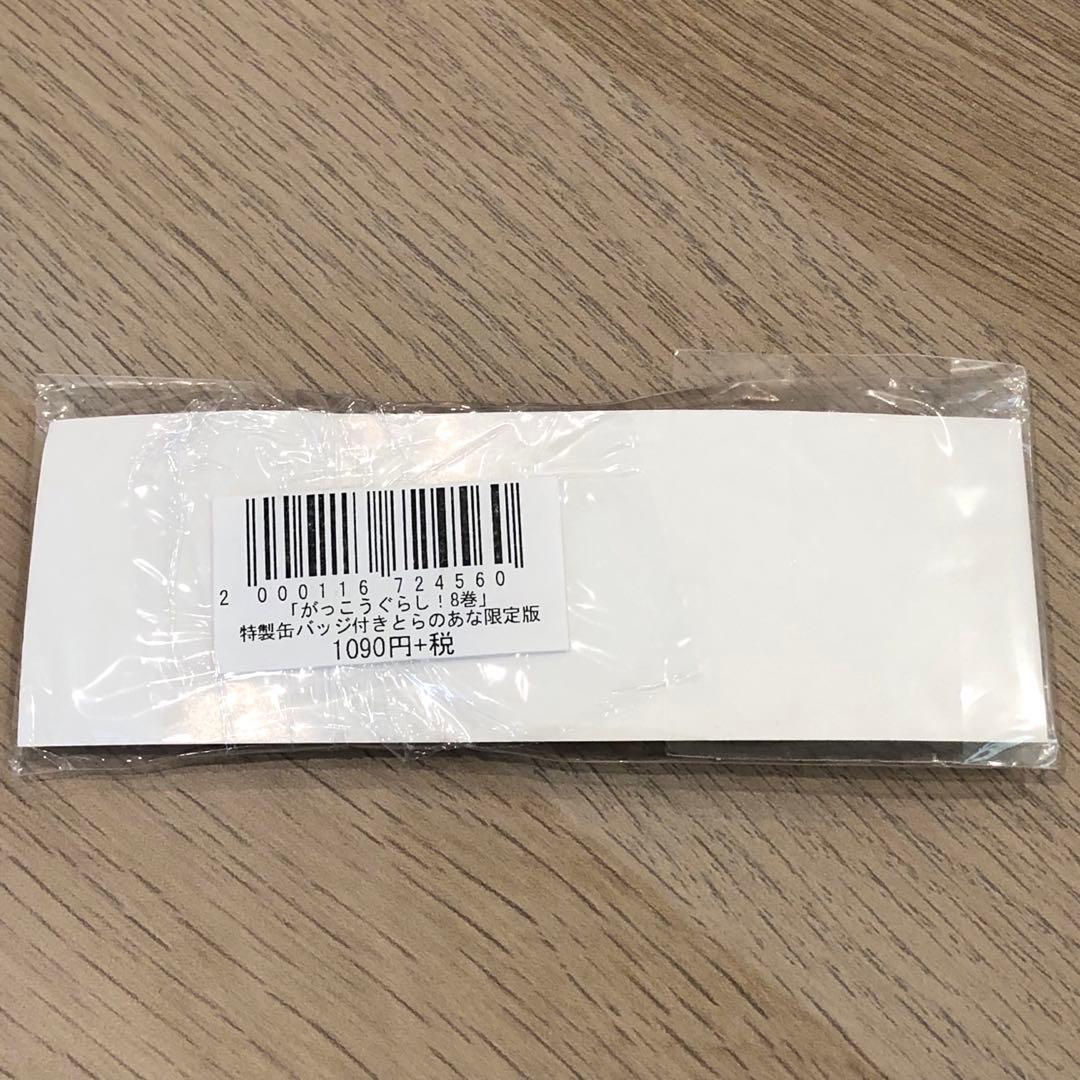 2 000116 724560
「がっこうぐらし！8巻」
特製缶バッジ付きとらのあな限定版
1090円+税